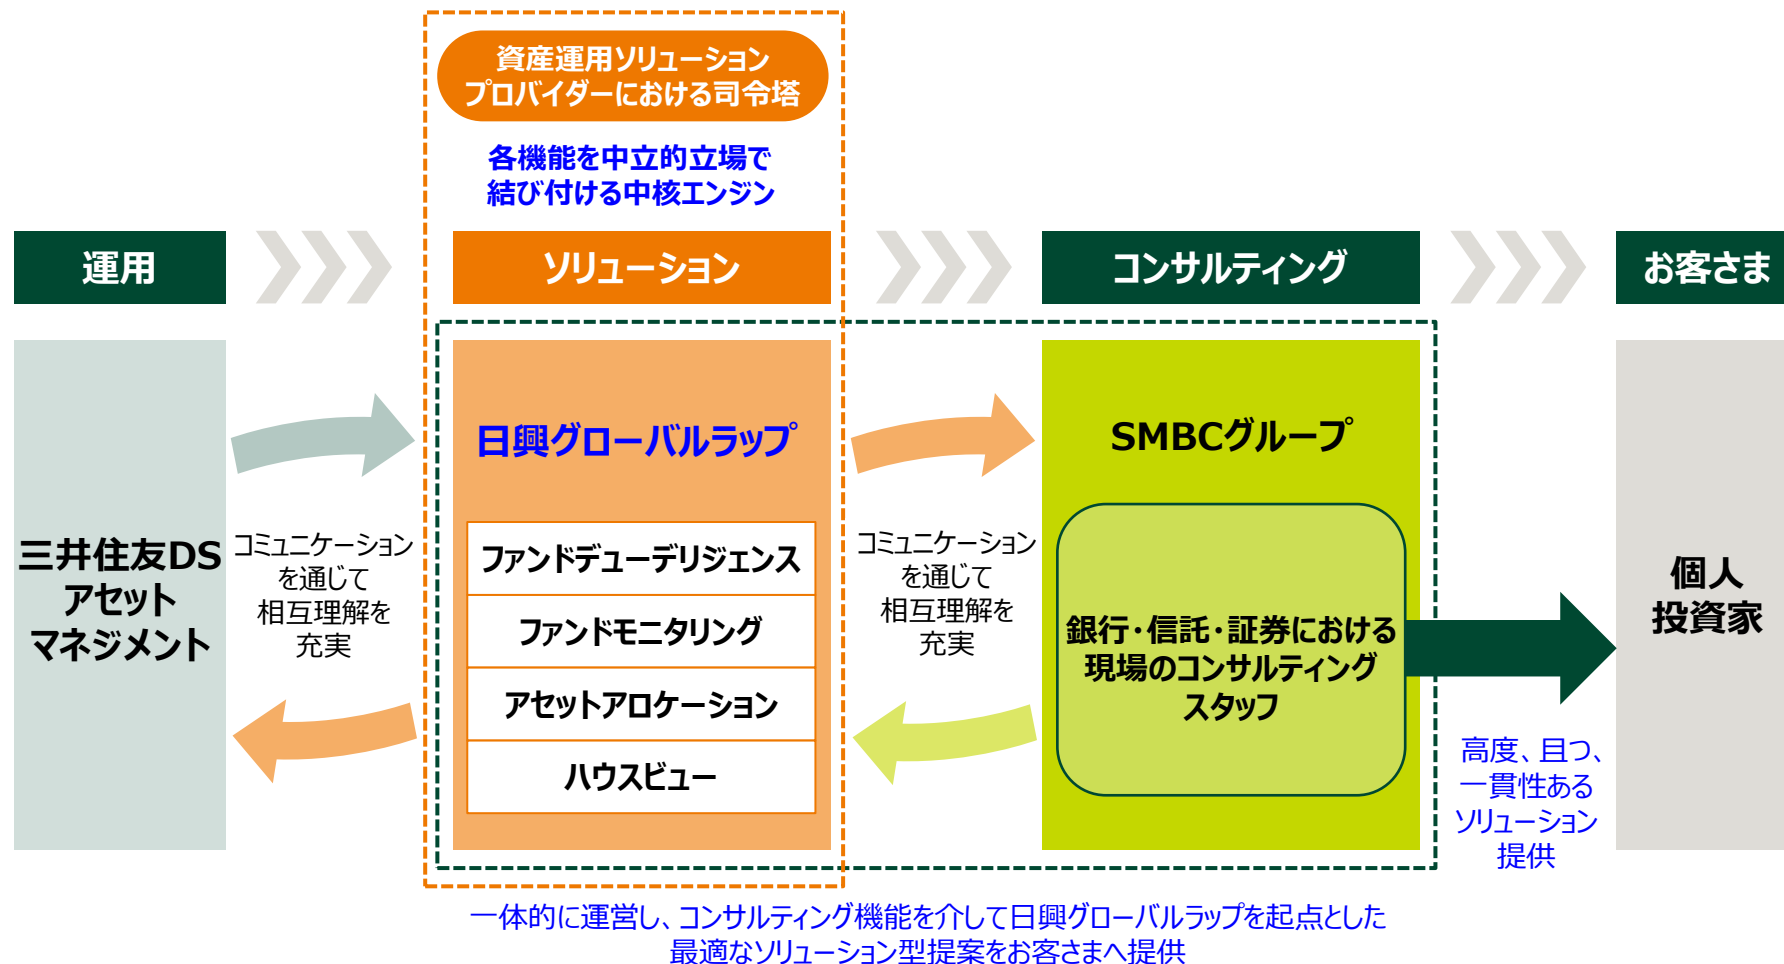 資産運用ソリューション
プロバイダーにおける司令塔
各機能を中立的立場で
結び付ける中核エンジン
運用
ソリューション
コンサルティング
お客さま
三井住友DS
アセット
マネジメント
コミュニケーション
を通じて
相互理解を
充実
日興グローバルラップ
ファンドデューデリジェンス
ファンドモニタリング
アセットアロケーション
ハウスビュー
コミュニケーション
を通じて
相互理解を
充実
SMBCグループ
銀行・信託・証券における
現場のコンサルティング
スタッフ
高度、且つ、
一貫性ある
ソリューション
提供
個人
投資家
一体的に運営し、コンサルティング機能を介して日興グローバルラップを起点とした
最適なソリューション型提案をお客さまへ提供